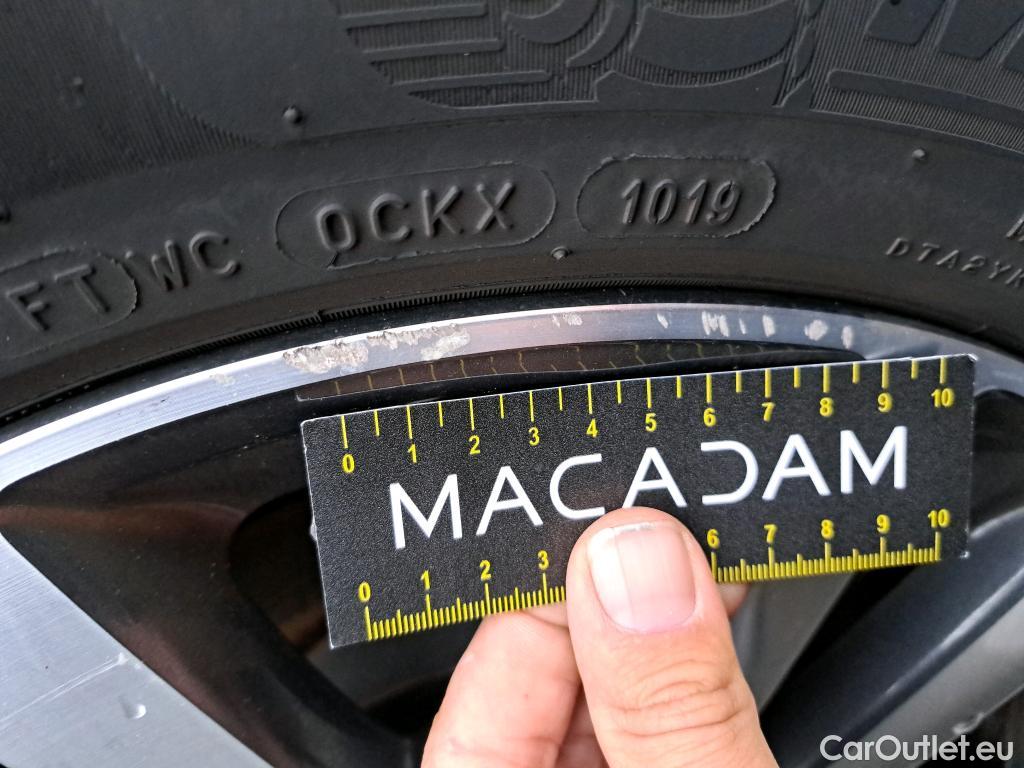 FT WC OCKX 1019
DTA2YK
0 1 2 3 4 5 6 7 8 9 10
MACADAM
0 1 2 3 6 7 8 9 10
CarOutlet.eu